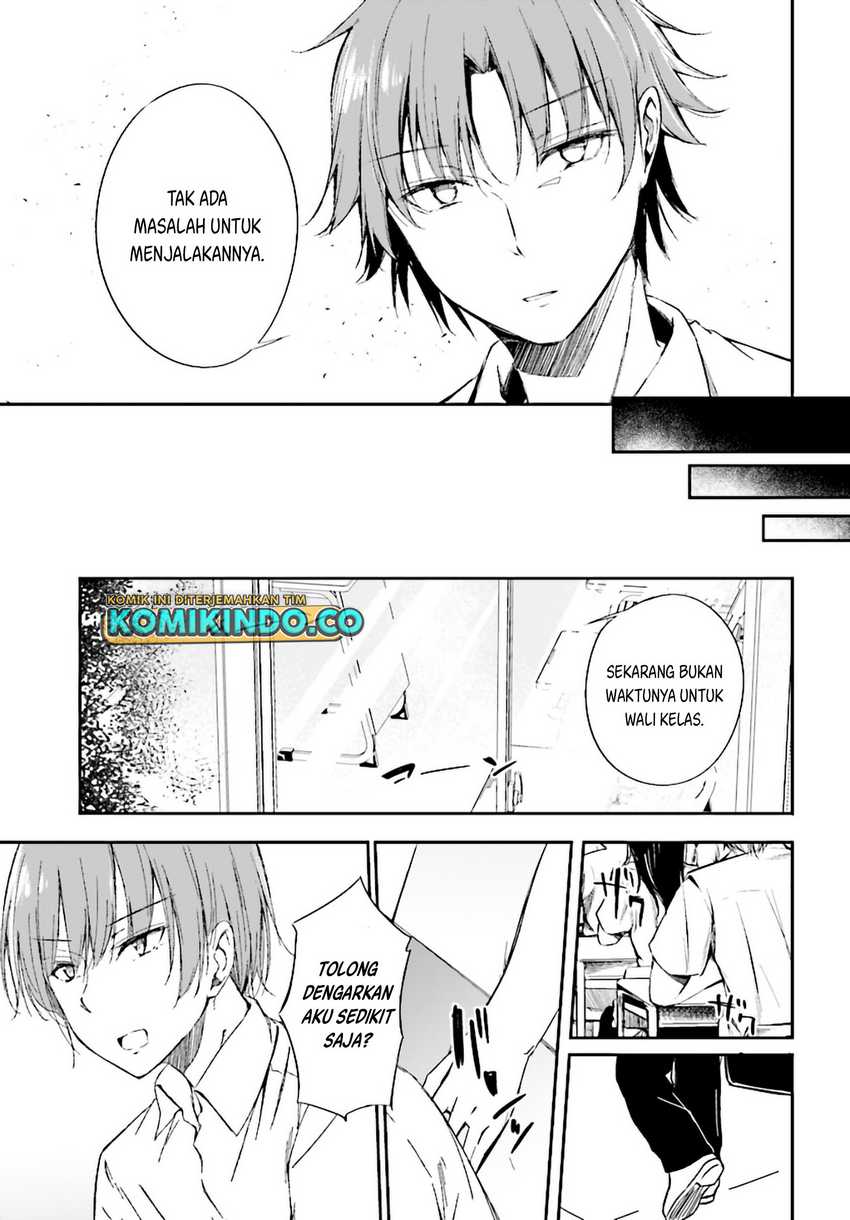 TAK ADA
MASALAH UNTUK
MENJALAKANNYA.
KOMIK INI DITERJEMAHKAN TIM
KOMIKINDO.CO
SEKARANG BUKAN
WAKTUNYA UNTUK
WALI KELAS.
TOLONG
DENGARKAN
AKU SEDIKIT
SAJA?